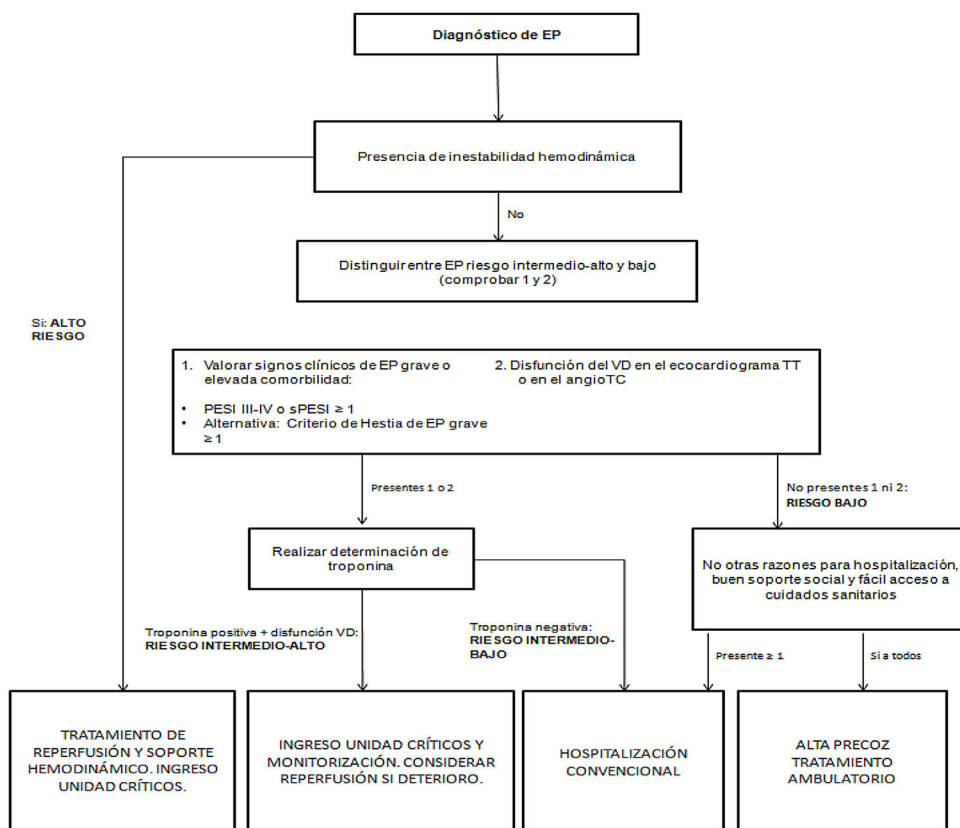 Diagnóstico de EP
Presencia de inestabilidad hemodinámica
No
Distinguir entre EP riesgo intermedio-alto y bajo
(comprobar 1 y 2)
Si: ALTO
RIESGO
1. Valorar signos clínicos de EP grave o
elevada comorbilidad:
• PESI III-IV o sPESI ≥ 1
• Alternativa: Criterio de Hestia de EP grave
≥ 1
2. Disfunción del VD en el ecocardiograma TT
o en el angioTC
Presentes 1 o 2
No presentes 1 ni 2:
RIESGO BAJO
Realizar determinación de
troponina
No otras razones para hospitalización,
buen soporte social y fácil acceso a
cuidados sanitarios
Troponina positiva + disfunción VD:
RIESGO INTERMEDIO-ALTO
Troponina negativa:
RIESGO INTERMEDIO-
BAJO
Presente ≥ 1
Si a todos
TRATAMIENTO DE
REPERFUSIÓN Y SOPORTE
HEMODINÁMICO. INGRESO
UNIDAD CRÍTICOS.
INGRESO UNIDAD CRÍTICOS Y
MONITORIZACIÓN. CONSIDERAR
REPERFUSIÓN SI DETERIORO.
HOSPITALIZACIÓN
CONVENCIONAL
ALTA PRECOZ
TRATAMIENTO
AMBULATORIO